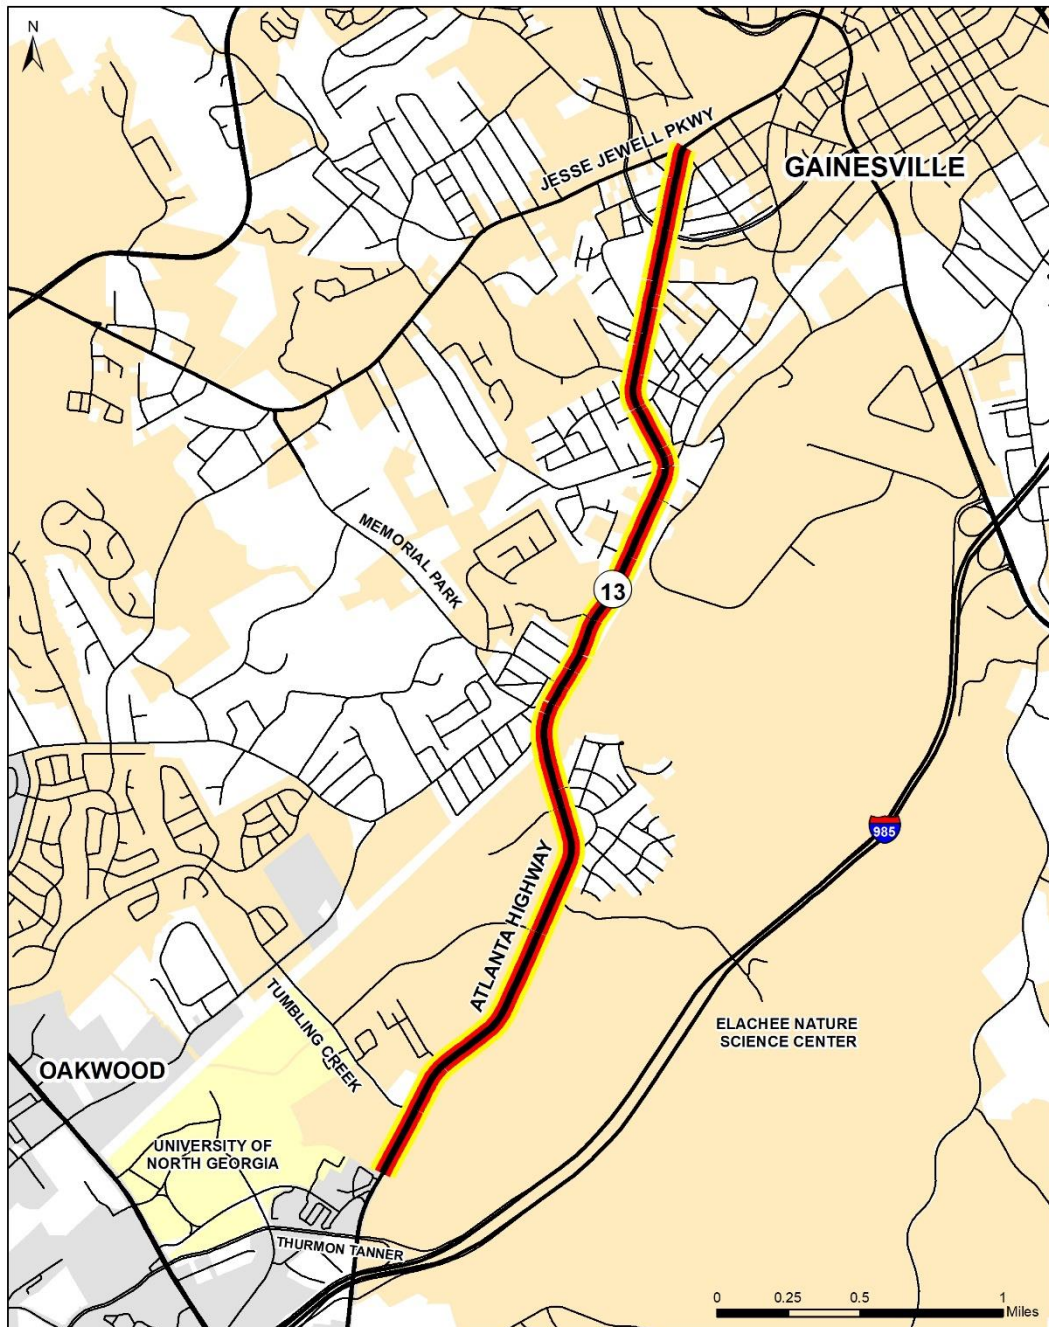 N
JESSE JEWELL PKWY
GAINESVILLE
MEMORIAL PARK
13
985
ATLANTA HIGHWAY
TUMBLING CREEK
ELACHEE NATURE
SCIENCE CENTER
OAKWOOD
UNIVERSITY OF
NORTH GEORGIA
THURMON TANNER
0 0.25 0.5 1
Miles